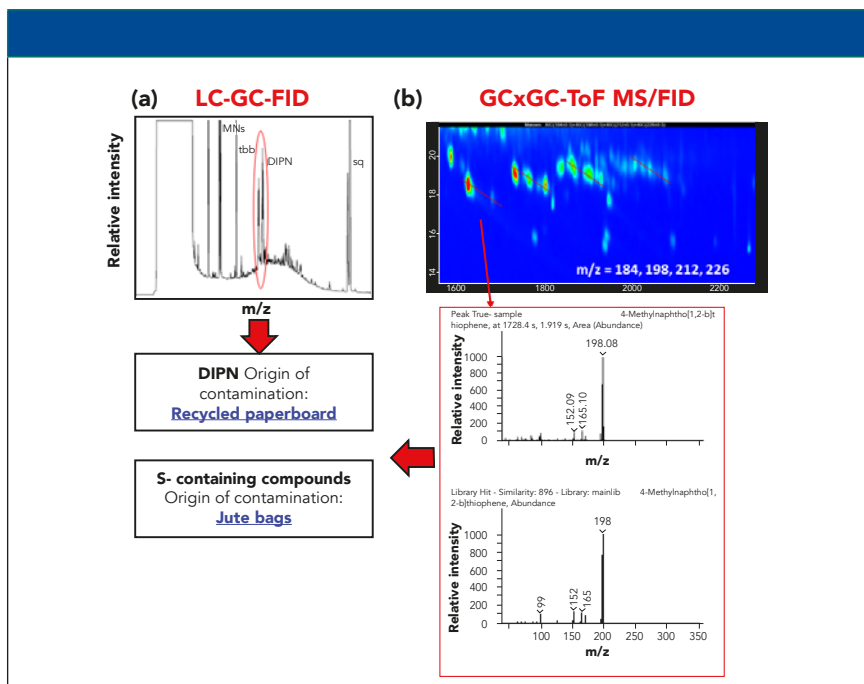 (a) LC-GC-FID
(b) GCxGC-ToF MS/FID
Relative intensity
MNs
tbb
DIPN
sq
m/z
20
18
16
14
m/z = 184, 198, 212, 226
1600
1800
2000
2200
DIPN Origin of
contamination:
Recycled paperboard
S- containing compounds
Origin of contamination:
Jute bags
Peak True- sample 4-Methylnaphtho[1,2-b]t
hiophene, at 1728.4 s, 1.919 s, Area (Abundance)
Relative intensity
1000
800
600
400
200
0
152.09
165.10
198.08
m/z
Library Hit - Similarity: 896 - Library: mainlib 4-Methylnaphtho[1,
2-b]thiophene, Abundance
Relative intensity
1000
800
600
400
200
0
99
152
165
198
100 150 200 250 300 350
m/z